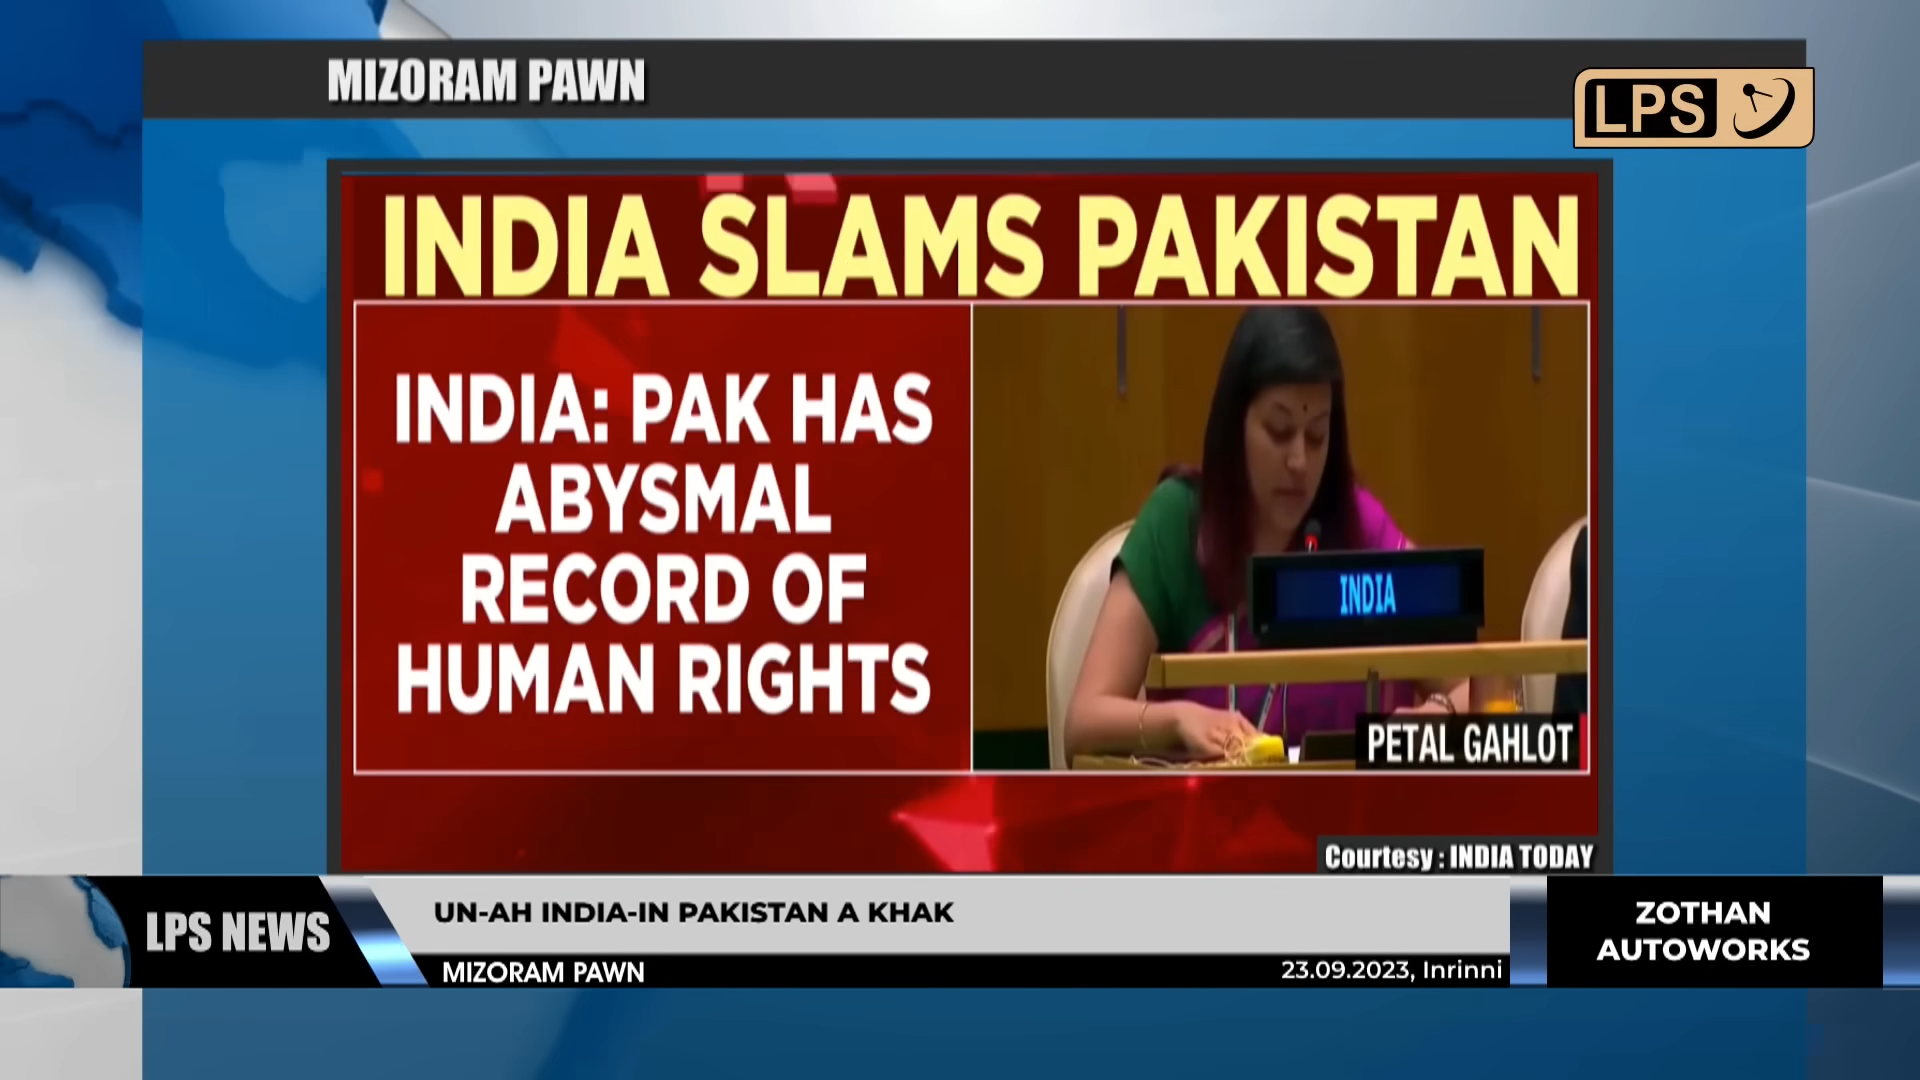 MIZORAM PAWN
LPS
INDIA SLAMS PAKISTAN
INDIA: PAK HAS
ABYSMAL
RECORD OF
HUMAN RIGHTS
INDIA
PETAL GAHLOT
Courtesy : INDIA TODAY
LPS NEWS
UN-AH INDIA-IN PAKISTAN A KHAK
MIZORAM PAWN
23.09.2023, Inrinni
ZOTHAN
AUTOWORKS